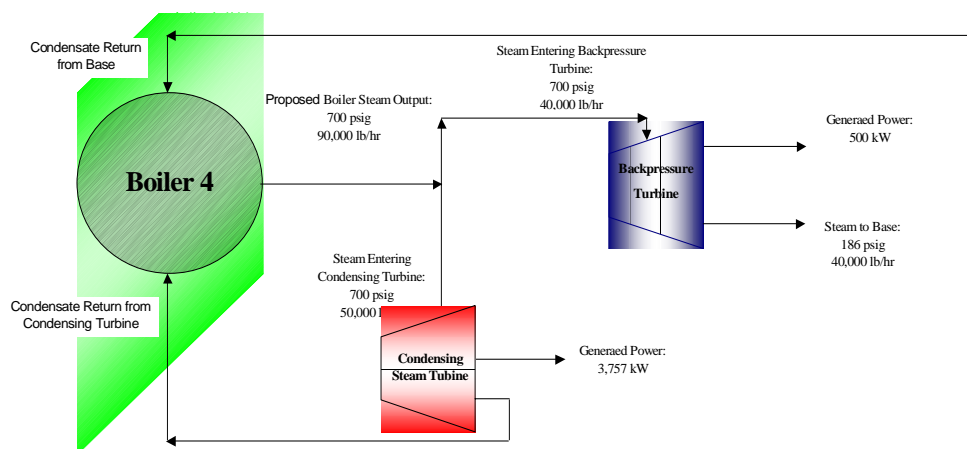 Condensate Return
from Base
Steam Entering Backpressure
Turbine:
700 psig
40,000 lb/hr
Proposed Boiler Steam Output:
700 psig
90,000 lb/hr
Generaed Power:
500 kW
Boiler 4
Backpressure
Turbine
Steam to Base:
186 psig
40,000 lb/hr
Steam Entering
Condensing Turbine:
700 psig
50,000 l
Condensate Return from
Condensing Turbine
Condensing
Steam Tubine
Generaed Power:
3,757 kW